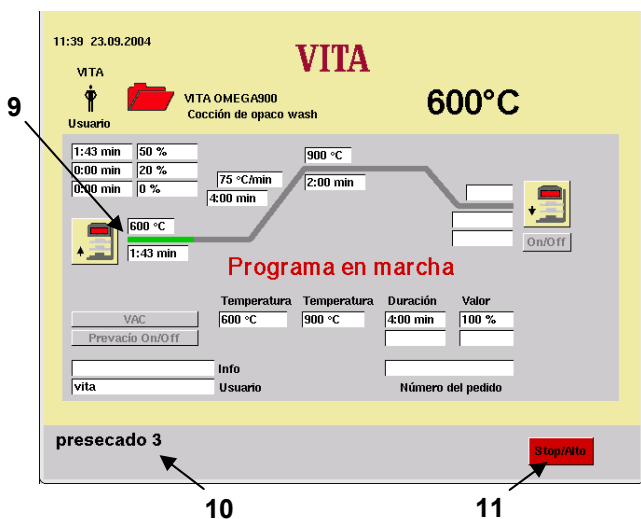 11:39 23.09.2004
VITA
VITA
Usuario
VITA OMEGA900
Cocción de opaco wash
600°C
9
1:43 min 50 %
0:00 min 20 %
0:00 min 0 %
75 °C/min
4:00 min
900 °C
2:00 min
600 °C
1:43 min
On/Off
Programa en marcha
Temperatura Temperatura Duración Valor
VAC 600 °C 900 °C 4:00 min 100 %
Prevacío On/Off
Info
vita Usuario Número del pedido
presecado 3
Stop/Alto
10
11